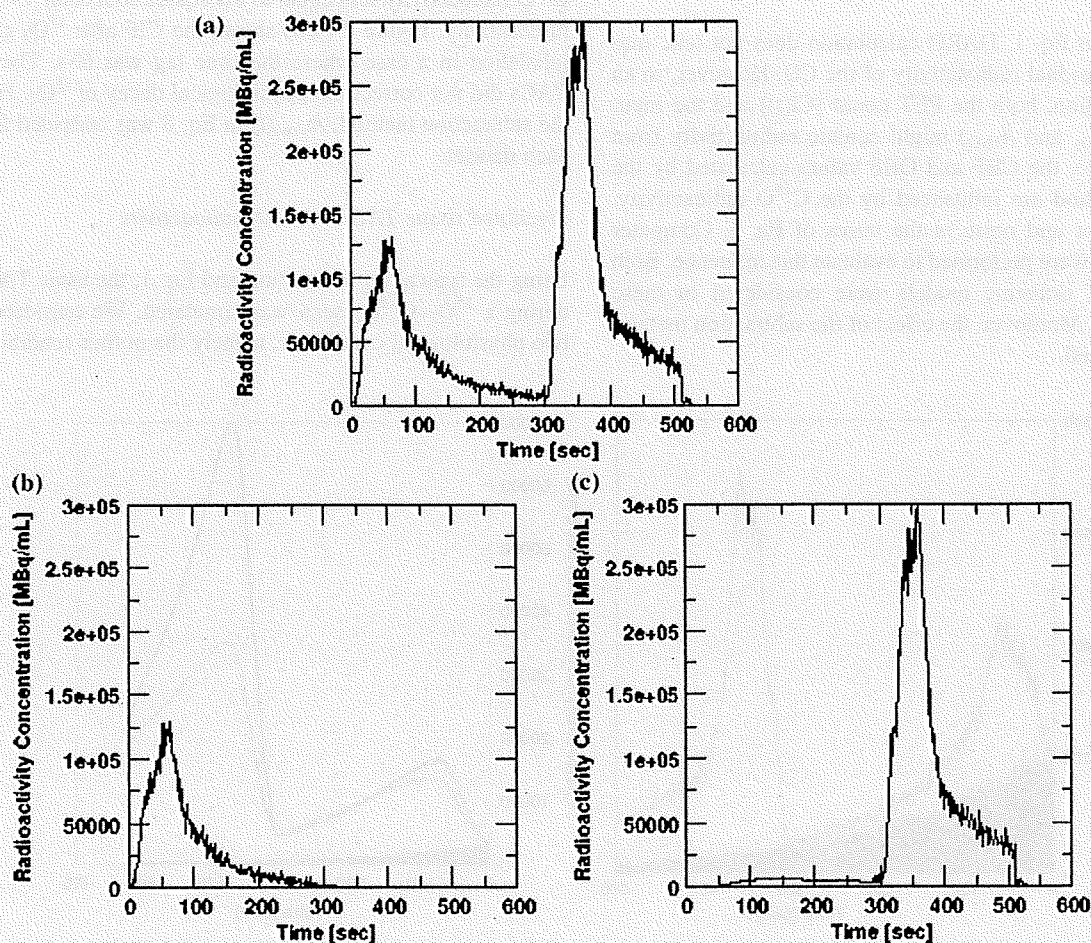 (a)
Radioactivity Concentration [MBq/mL]
3e+05
2.5e+05
2e+05
1.5e+05
1e+05
50000
0
0 100 200 300 400 500 600
Time [sec]
(b)
Radioactivity Concentration [MBq/mL]
3e+05
2.5e+05
2e+05
1.5e+05
1e+05
50000
0
0 100 200 300 400 500 600
Time [sec]
(c)
Radioactivity Concentration [MBq/mL]
3e+05
2.5e+05
2e+05
1.5e+05
1e+05
50000
0
0 100 200 300 400 500 600
Time [sec]